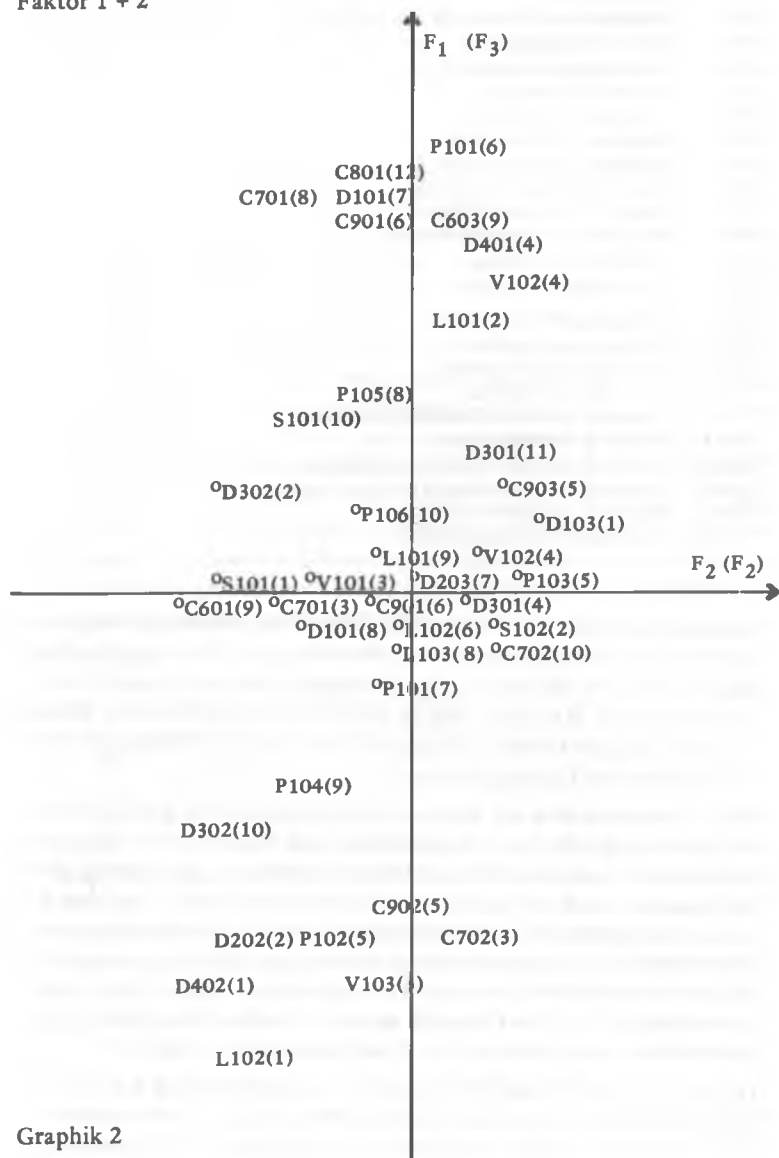 Faktor 1 + 2
F1 (F3)
P101(6)
C801(12)
C701(8) D101(7)
C901(6) C603(9)
D401(4)
V102(4)
L101(2)
P105(8)
S101(10)
D301(11)
OD302(2) OC903(5)
OP106(10) OD103(1)
OL101(9) OV102(4)
F2 (F2)
OS101(1) OV101(3) OD203(7) OP103(5)
OC601(9) OC701(3) OC901(6) OD301(4)
OD101(8) OL102(6) OS102(2)
OL103(8) OC702(10)
OP101(7)
P104(9)
D302(10)
C902(5)
D202(2) P102(5) C702(3)
D402(1)
L102(1)
Graphik 2